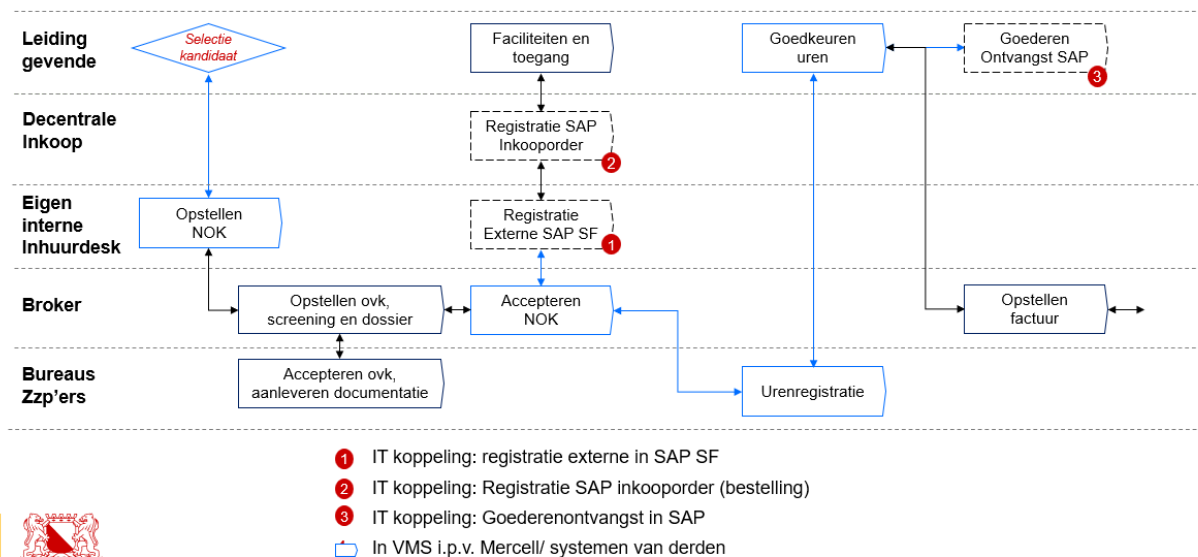 Leiding
gevende
Selectie
kandidaat
Faciliteiten en
toegang
Goedkeuren
uren
Goederen
Ontvangst SAP
3
Decentrale
Inkoop
Registratie SAP
Inkooporder
2
Eigen
interne
Inhuurdesk
Opstellen
NOK
Registratie
Externe SAP SF
1
Broker
Opstellen ovk,
screening en dossier
Accepteren
NOK
Opstellen
factuur
Bureaus
Zzp'ers
Accepteren ovk,
aanleveren documentatie
Urenregistratie
1 IT koppeling: registratie externe in SAP SF
2 IT koppeling: Registratie SAP inkooporder (bestelling)
3 IT koppeling: Goederenontvangst in SAP
In VMS i.p.v. Mercell/ systemen van derden